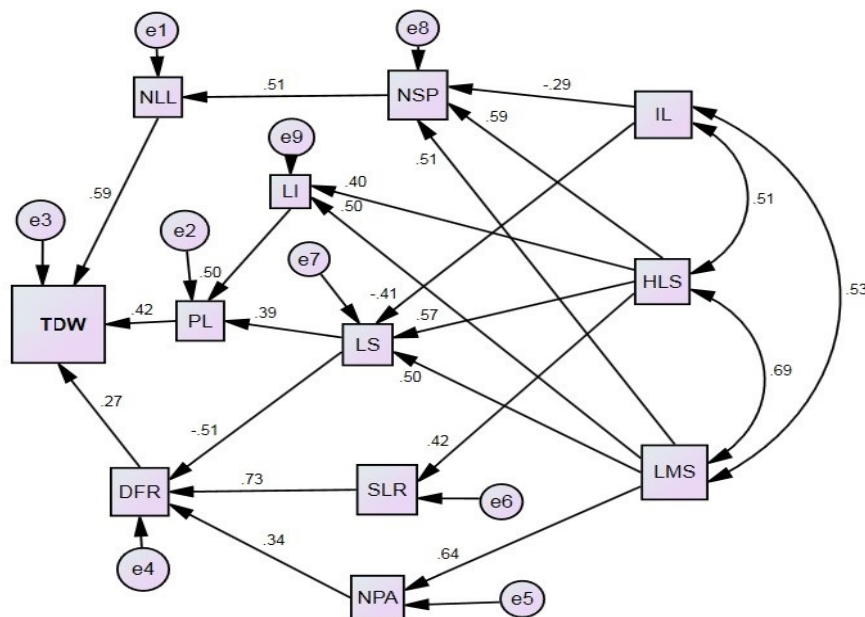 e1
e8
NLL
.51
NSP
-.29
IL
e9
.59
.51
LI
.40
.50
.51
.59
e3
e2
e7
HLS
.50
-.41
.53
TDW
.42
PL
.39
LS
.57
.50
.69
.27
-.51
.42
LMS
DFR
.73
SLR
e6
.64
.34
e4
NPA
e5